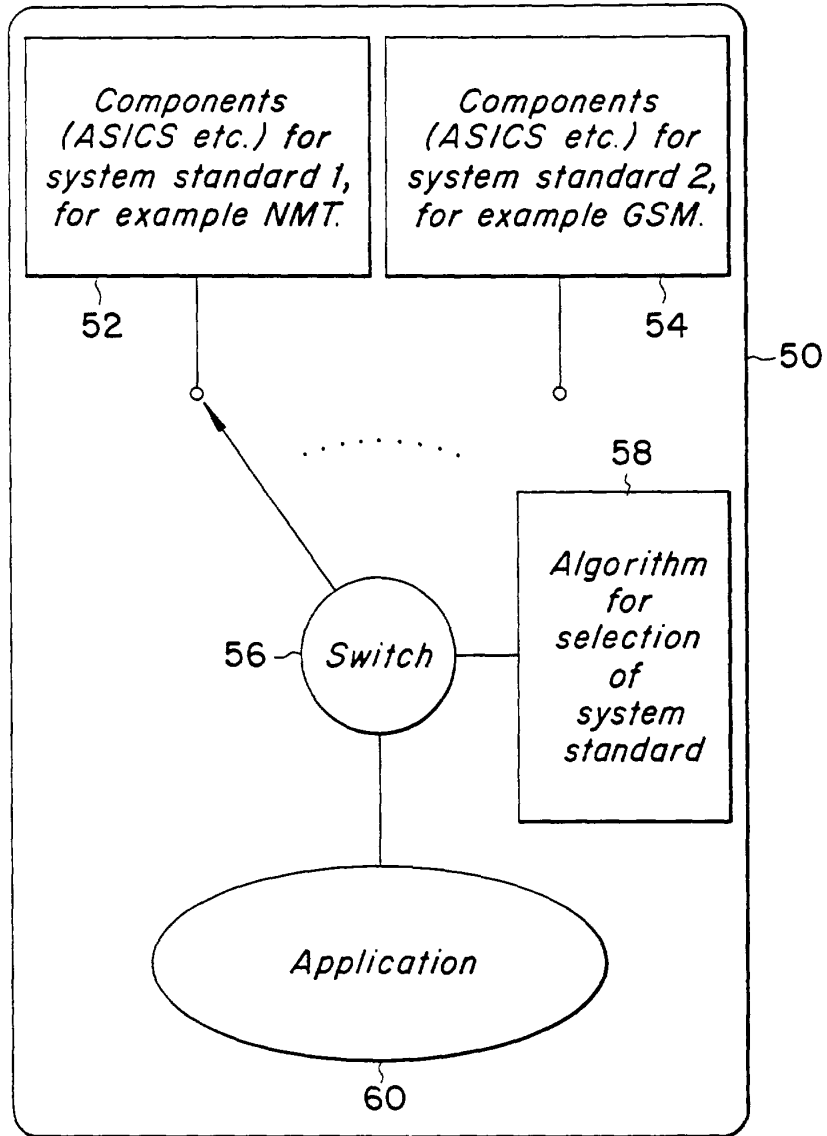 Components
(ASICS etc.) for
system standard 1,
for example NMT.
Components
(ASICS etc.) for
system standard 2,
for example GSM.
52
54
50
58
Algorithm
for
selection
of
system
standard
56
Switch
Application
60